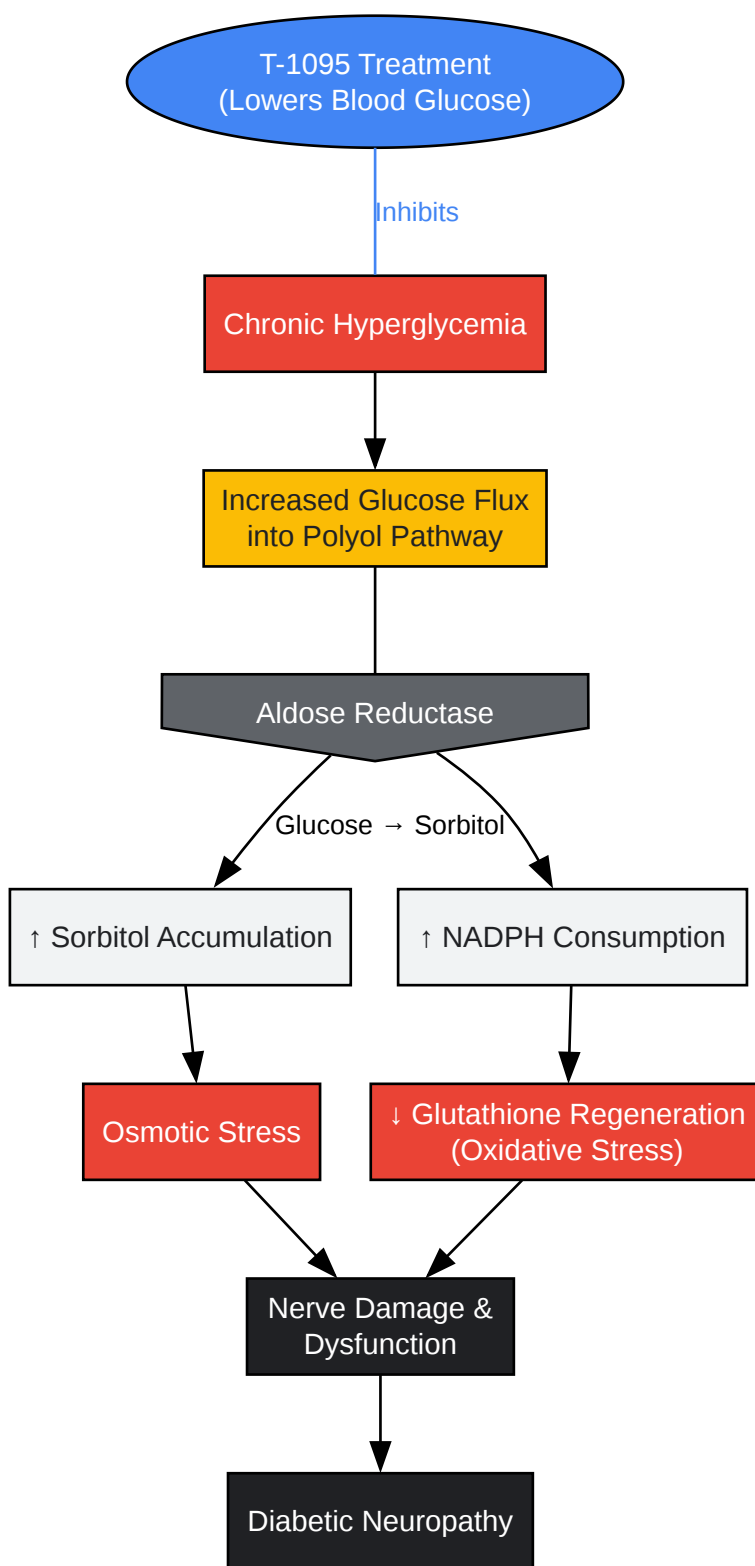 T-1095 Treatment
(Lowers Blood Glucose)
Inhibits
Chronic Hyperglycemia
Increased Glucose Flux
into Polyol Pathway
Aldose Reductase
Glucose → Sorbitol
↑ Sorbitol Accumulation
↑ NADPH Consumption
Osmotic Stress
↓ Glutathione Regeneration
(Oxidative Stress)
Nerve Damage &
Dysfunction
Diabetic Neuropathy